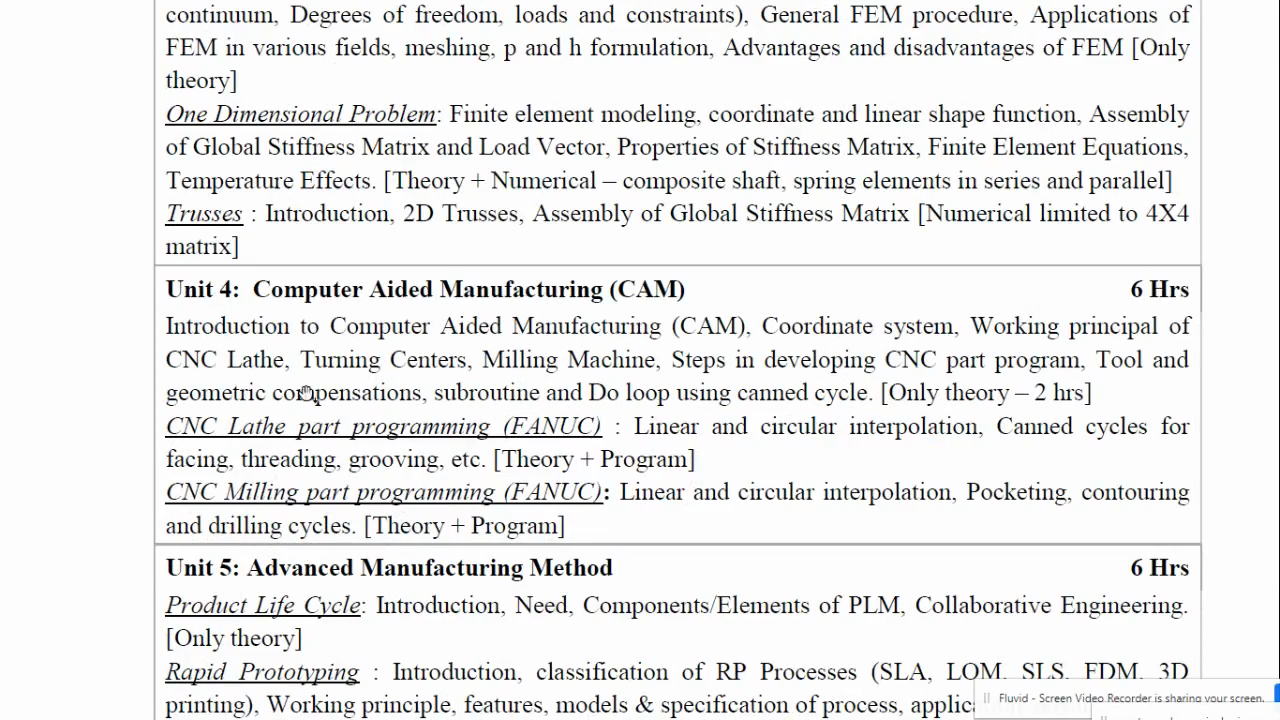 continuum, Degrees of freedom, loads and constraints), General FEM procedure, Applications of
FEM in various fields, meshing, p and h formulation, Advantages and disadvantages of FEM [Only
theory]
One Dimensional Problem: Finite element modeling, coordinate and linear shape function, Assembly
of Global Stiffness Matrix and Load Vector, Properties of Stiffness Matrix, Finite Element Equations,
Temperature Effects. [Theory + Numerical – composite shaft, spring elements in series and parallel]
Trusses : Introduction, 2D Trusses, Assembly of Global Stiffness Matrix [Numerical limited to 4X4
matrix]
Unit 4: Computer Aided Manufacturing (CAM) 6 Hrs
Introduction to Computer Aided Manufacturing (CAM), Coordinate system, Working principal of
CNC Lathe, Turning Centers, Milling Machine, Steps in developing CNC part program, Tool and
geometric compensations, subroutine and Do loop using canned cycle. [Only theory – 2 hrs]
CNC Lathe part programming (FANUC) : Linear and circular interpolation, Canned cycles for
facing, threading, grooving, etc. [Theory + Program]
CNC Milling part programming (FANUC): Linear and circular interpolation, Pocketing, contouring
and drilling cycles. [Theory + Program]
Unit 5: Advanced Manufacturing Method 6 Hrs
Product Life Cycle: Introduction, Need, Components/Elements of PLM, Collaborative Engineering.
[Only theory]
Rapid Prototyping : Introduction, classification of RP Processes (SLA, LOM, SLS, FDM, 3D
printing), Working principle, features, models & specification of process,
Fluvid - Screen Video Recorder is sharing your screen.